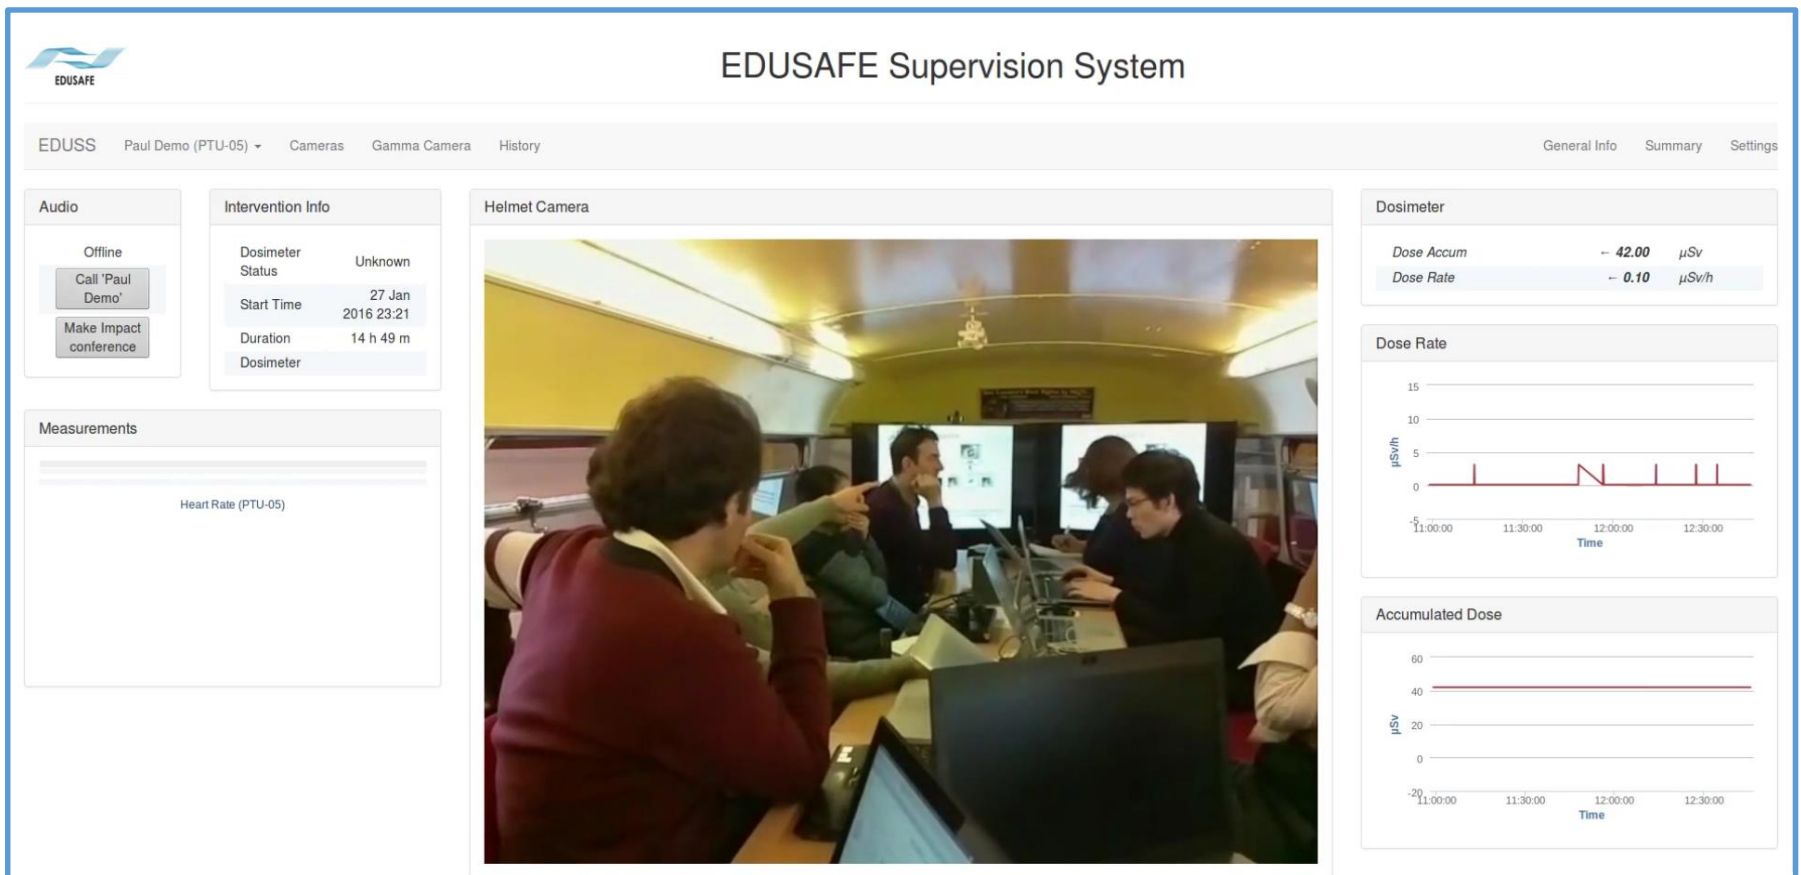 EDUSAFE
EDUSAFE Supervision System
EDUSS Paul Demo (PTU-05) Cameras Gamma Camera History General Info Summary Settings
Audio
Offline
Call 'Paul
Demo'
Make Impact
conference
Intervention Info
Dosimeter
Status
Unknown
Start Time
27 Jan
2016 23:21
Duration 14 h 49 m
Dosimeter
Measurements
Heart Rate (PTU-05)
Helmet Camera
Dosimeter
Dose Accum ← 42.00 μSv
Dose Rate ← 0.10 μSv/h
Dose Rate
15
10
5
0
-5
μSv/h
11:00:00 11:30:00 12:00:00 12:30:00
Time
Accumulated Dose
60
40
20
0
-20
μSv
11:00:00 11:30:00 12:00:00 12:30:00
Time